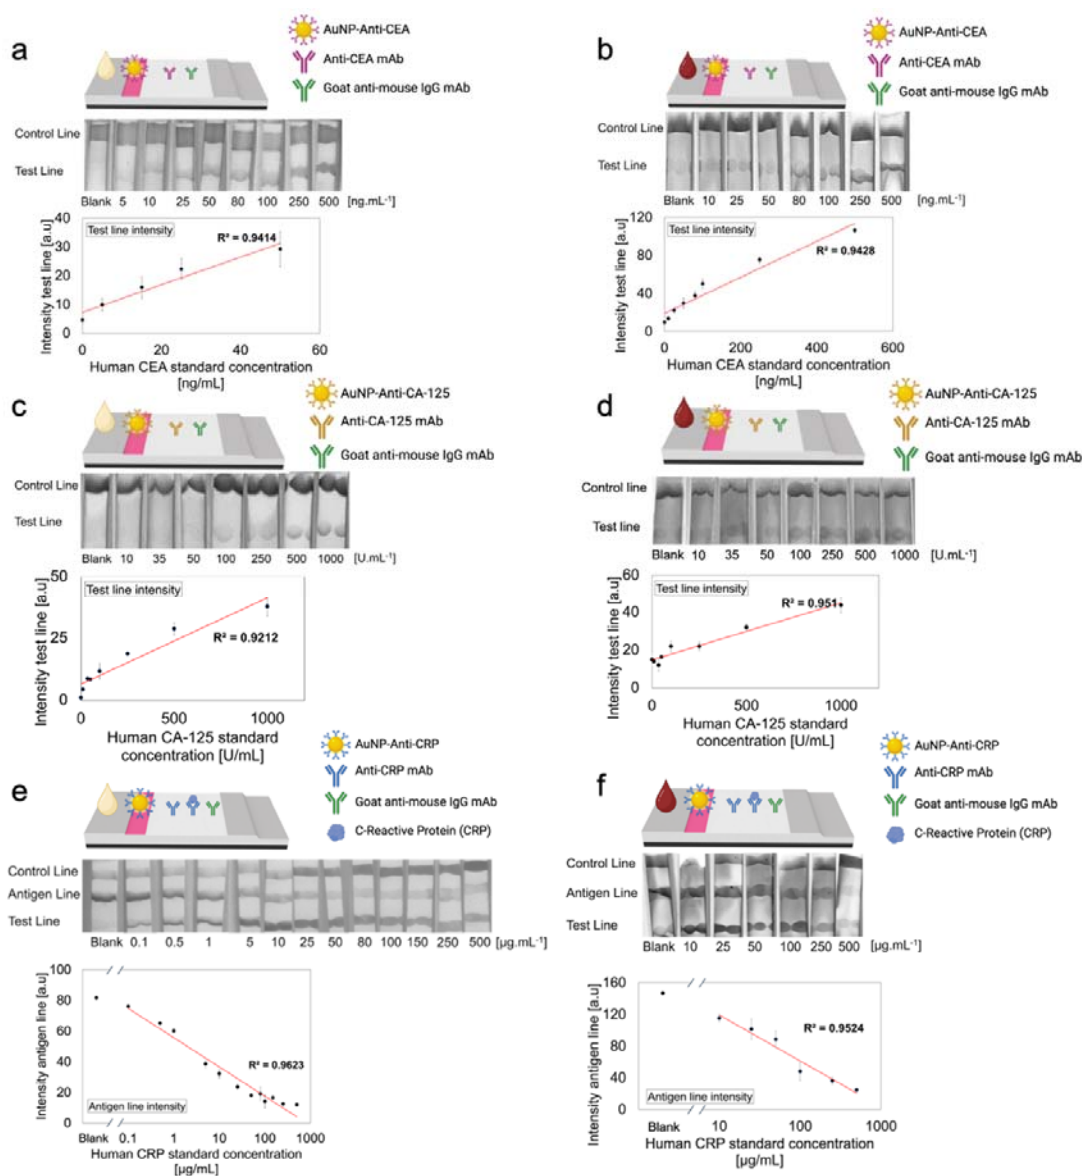 a
AuNP-Anti-CEA
Anti-CEA mAb
Goat anti-mouse IgG mAb
Control Line
Test Line
Blank 5 10 25 50 80 100 250 500 [ng.mL⁻¹]
Test line intensity
R² = 0.9414
Intensity test line [a.u]
40
30
20
10
0
0 20 40 60
Human CEA standard concentration
[ng/mL]
b
AuNP-Anti-CEA
Anti-CEA mAb
Goat anti-mouse IgG mAb
Control Line
Test Line
Blank 10 25 50 80 100 250 500 [ng.mL⁻¹]
Test line intensity
R² = 0.9428
Intensity test line [a.u]
120
80
40
0
0 200 400 600
Human CEA standard concentration
[ng/mL]
c
AuNP-Anti-CA-125
Anti-CA-125 mAb
Goat anti-mouse IgG mAb
Control Line
Test Line
Blank 10 35 50 100 250 500 1000 [U.mL⁻¹]
Test line intensity
R² = 0.9212
Intensity test line [a.u]
50
25
0
0 500 1000
Human CA-125 standard
concentration [U/mL]
d
AuNP-Anti-CA-125
Anti-CA-125 mAb
Goat anti-mouse IgG mAb
Control line
Test line
Blank 10 35 50 100 250 500 1000 [U.mL⁻¹]
Test line intensity
R² = 0.951
Intensity test line [a.u]
60
40
20
0
0 500 1000
Human CA-125 standard
concentration [U/mL]
e
AuNP-Anti-CRP
Anti-CRP mAb
Goat anti-mouse IgG mAb
C-Reactive Protein (CRP)
Control Line
Antigen Line
Test Line
Blank 0.1 0.5 1 5 10 25 50 80 100 150 250 500 [µg.mL⁻¹]
R² = 0.9623
Antigen line intensity
Intensity antigen line [a.u]
100
80
60
40
20
0
Blank 0.1 1 10 100 1000
Human CRP standard concentration
[µg/mL]
f
AuNP-Anti-CRP
Anti-CRP mAb
Goat anti-mouse IgG mAb
C-Reactive Protein (CRP)
Control Line
Antigen Line
Test Line
Blank 10 25 50 100 250 500 [µg.mL⁻¹]
R² = 0.9524
Antigen line intensity
Intensity antigen line [a.u]
160
120
80
40
0
Blank 10 100 1000
Human CRP standard concentration
[µg/mL]